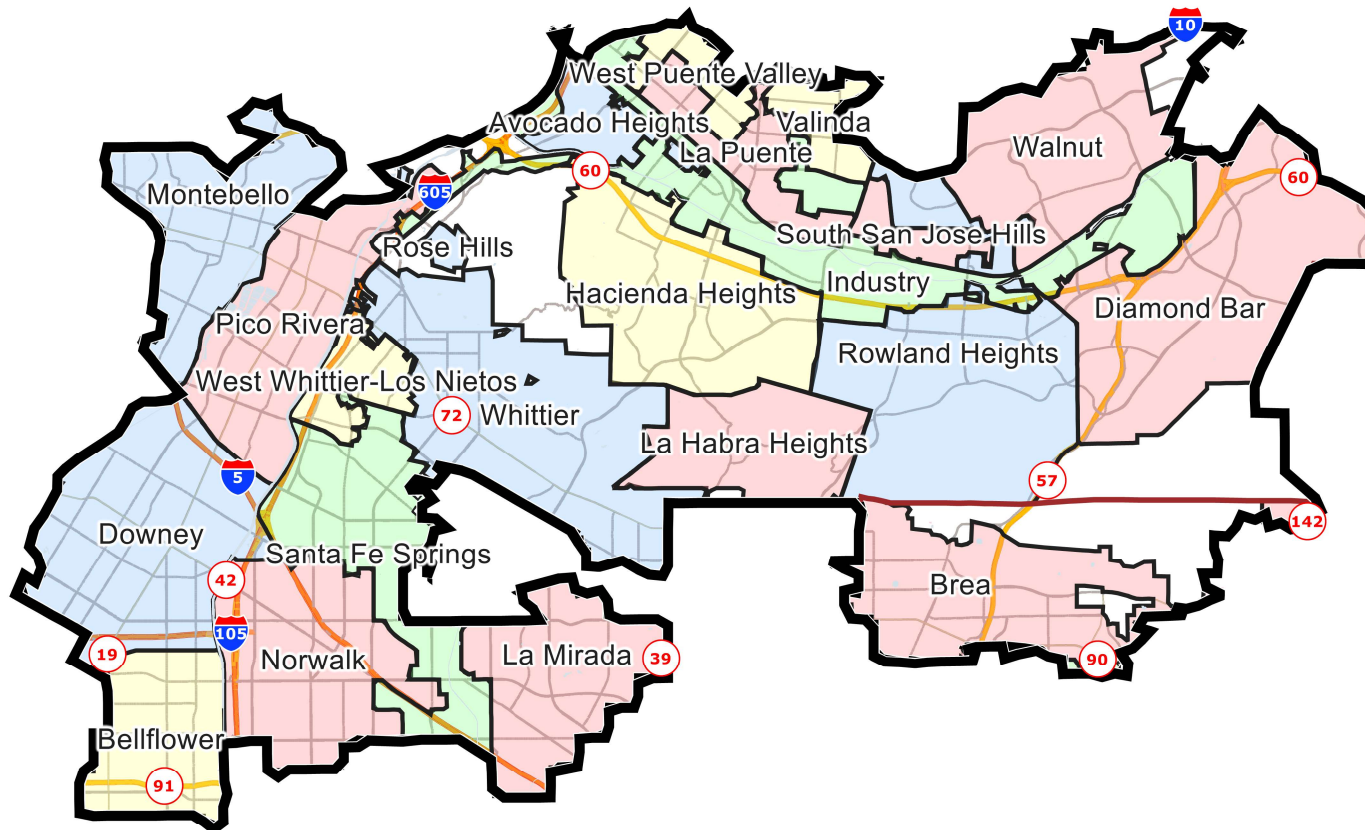 10
West Puente Valley
Avocado Heights
Valinda
La Puente
Walnut
60
60
605
Montebello
Rose Hills
South San Jose Hills
Industry
Hacienda Heights
Diamond Bar
Pico Rivera
Rowland Heights
West Whittier-Los Nietos
72
Whittier
La Habra Heights
5
57
142
Downey
Santa Fe Springs
42
Brea
105
19
Norwalk
La Mirada
39
90
Bellflower
91